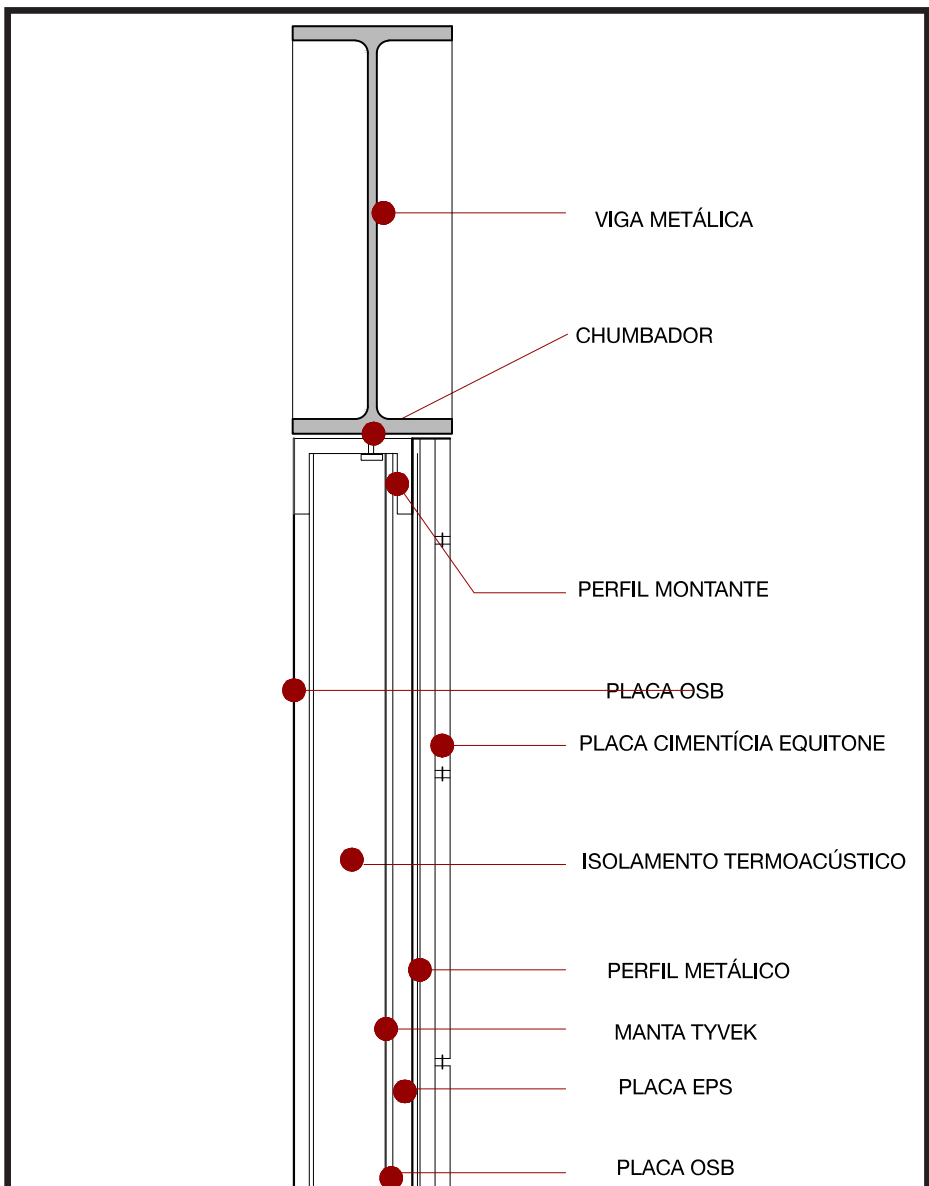 VIGA METÁLICA
CHUMBADOR
PERFIL MONTANTE
PLACA OSB
PLACA CIMENTÍCIA EQUITONE
ISOLAMENTO TERMOACÚSTICO
PERFIL METÁLICO
MANTA TYVEK
PLACA EPS
PLACA OSB